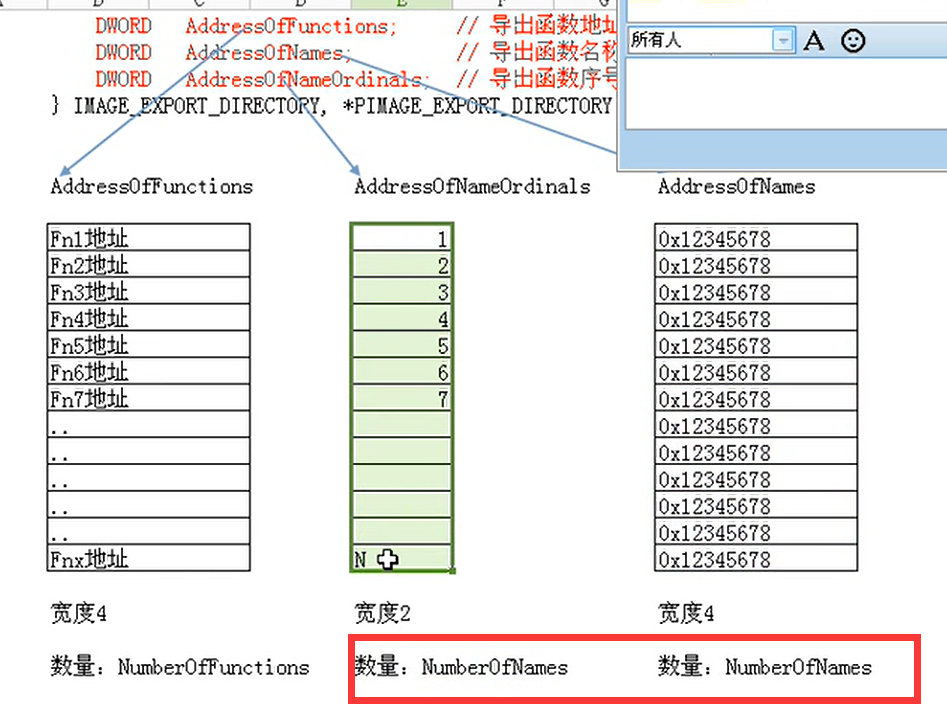 DWORD AddressOfFunctions; // 导出函数地址
所有人 A
DWORD AddressOfNames; // 导出函数名称
DWORD AddressOfNameOrdinals; // 导出函数序号
} IMAGE_EXPORT_DIRECTORY, *PIMAGE_EXPORT_DIRECTORY
AddressOfFunctions AddressOfNameOrdinals AddressOfNames
Fn1地址 1 0x12345678
Fn2地址 2 0x12345678
Fn3地址 3 0x12345678
Fn4地址 4 0x12345678
Fn5地址 5 0x12345678
Fn6地址 6 0x12345678
Fn7地址 7 0x12345678
.. 0x12345678
.. 0x12345678
.. 0x12345678
.. 0x12345678
.. 0x12345678
Fnx地址 N 0x12345678
宽度4 宽度2 宽度4
数量：NumberOfFunctions 数量：NumberOfNames 数量：NumberOfNames